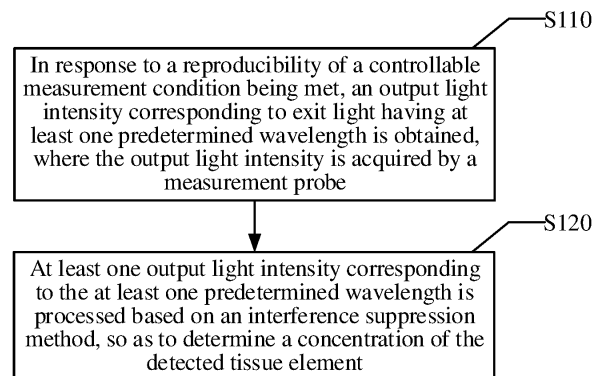 S110
In response to a reproducibility of a controllable
measurement condition being met, an output light
intensity corresponding to exit light having at
least one predetermined wavelength is obtained,
where the output light intensity is acquired by a
measurement probe
S120
At least one output light intensity corresponding
to the at least one predetermined wavelength is
processed based on an interference suppression
method, so as to determine a concentration of the
detected tissue element